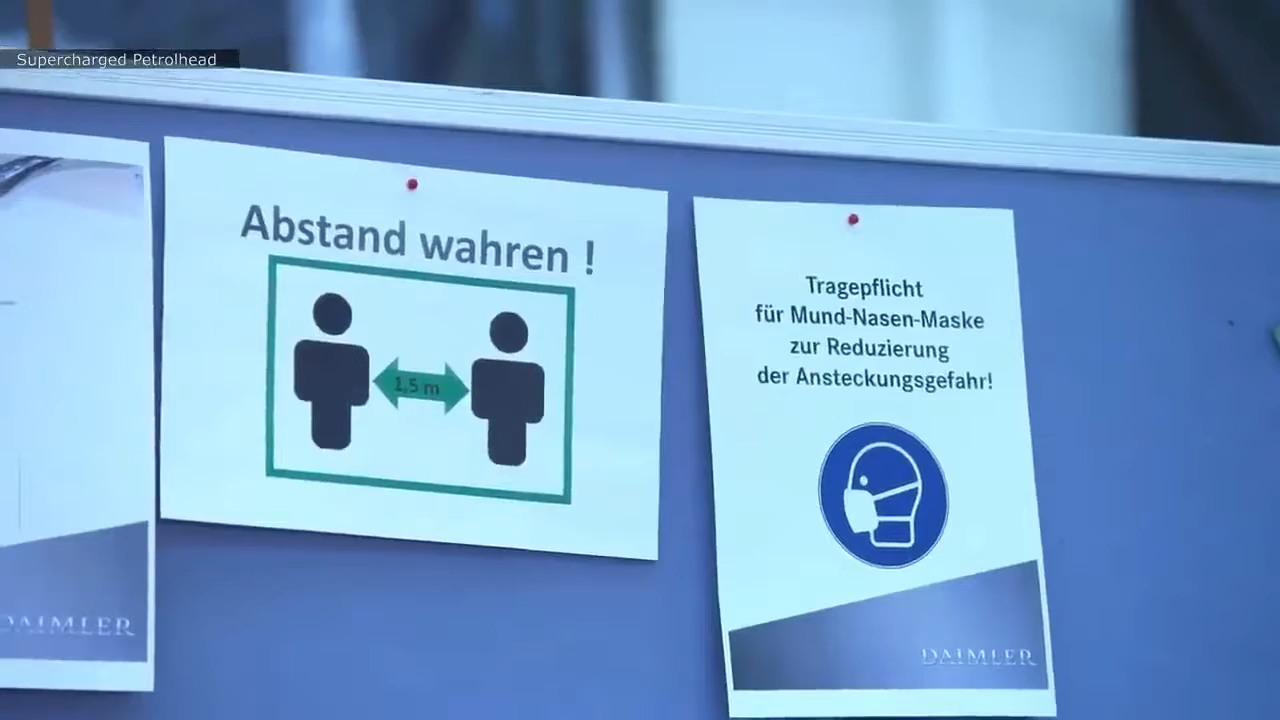 Supercharged Petrolhead
Abstand wahren !
1,5 m
Tragepflicht
für Mund-Nasen-Maske
zur Reduzierung
der Ansteckungsgefahr!
DAIMLER
DAIMLER